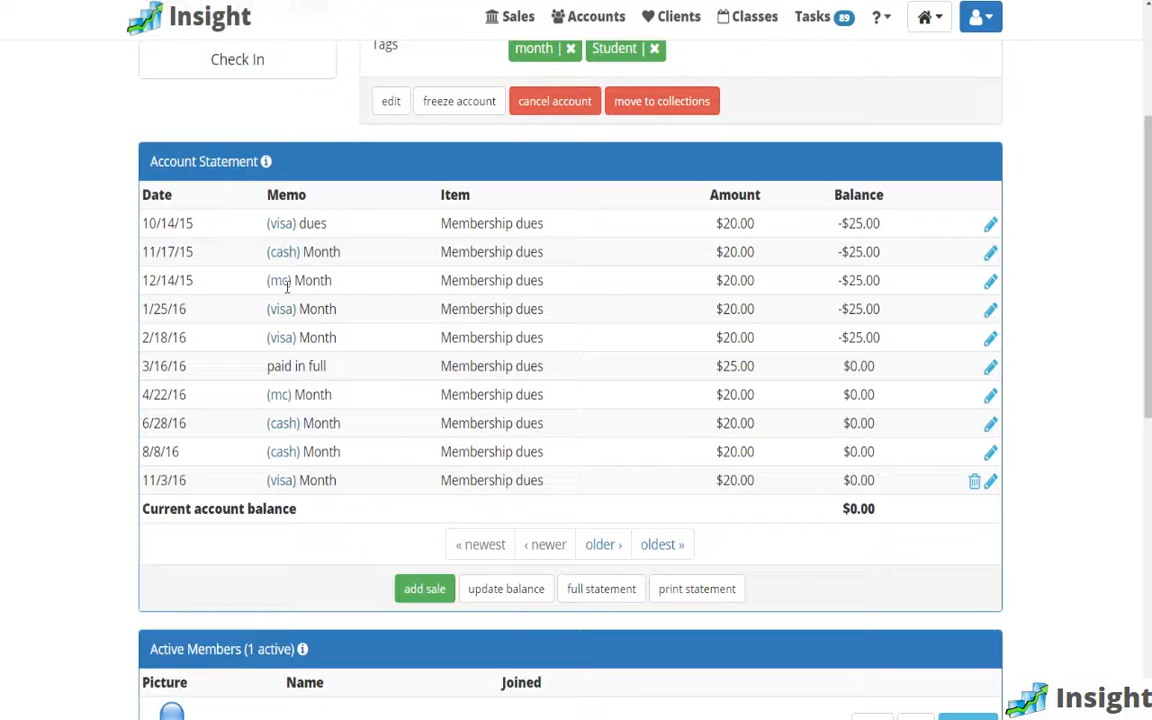 Insight
Sales
Accounts
Clients
Classes
Tasks 89
?
Tags
month | ✖
Student | ✖
Check In
edit
freeze account
cancel account
move to collections
Account Statement
Date Memo Item Amount Balance
10/14/15 (visa) dues Membership dues $20.00 -$25.00
11/17/15 (cash) Month Membership dues $20.00 -$25.00
12/14/15 (mc) Month Membership dues $20.00 -$25.00
1/25/16 (visa) Month Membership dues $20.00 -$25.00
2/18/16 (visa) Month Membership dues $20.00 -$25.00
3/16/16 paid in full Membership dues $25.00 $0.00
4/22/16 (mc) Month Membership dues $20.00 $0.00
6/28/16 (cash) Month Membership dues $20.00 $0.00
8/8/16 (cash) Month Membership dues $20.00 $0.00
11/3/16 (visa) Month Membership dues $20.00 $0.00
Current account balance $0.00
« newest
‹ newer
older ›
oldest »
add sale
update balance
full statement
print statement
Active Members (1 active)
Picture Name Joined
Insight